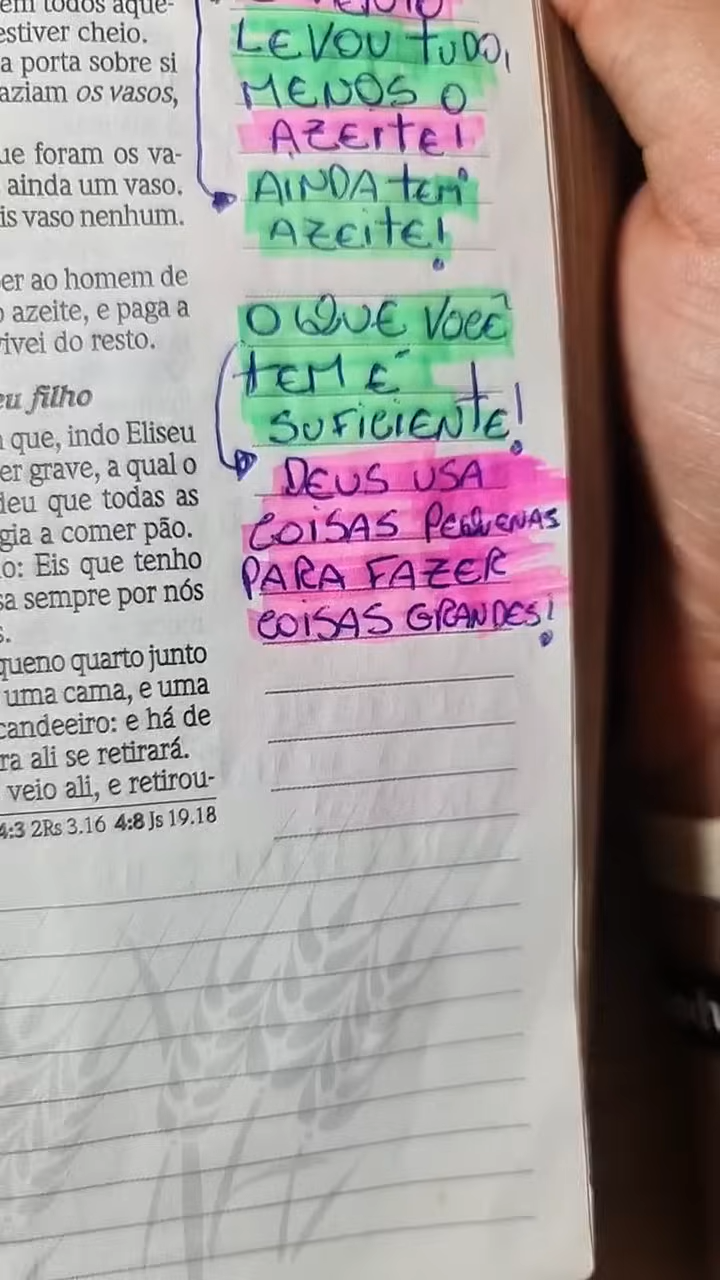 em todos aque-
estiver cheio.
a porta sobre si
aziam os vasos,
ue foram os va-
ainda um vaso.
is vaso nenhum.
er ao homem de
o azeite, e paga a
vivei do resto.
eu filho
que, indo Eliseu
er grave, a qual o
deu que todas as
gia a comer pão.
o: Eis que tenho
sa sempre por nós
s.
queno quarto junto
uma cama, e uma
candeeiro: e há de
ra ali se retirará.
veio ali, e retirou-
4:3 2Rs 3.16 4:8 Js 19.18
LEVOU TUDO,
MENOS O
AZEITE!
AINDA TEM
AZEITE!
O QUE VOCÊ
TEM É
SUFICIENTE!
DEUS USA
COISAS PEQUENAS
PARA FAZER
COISAS GRANDES!